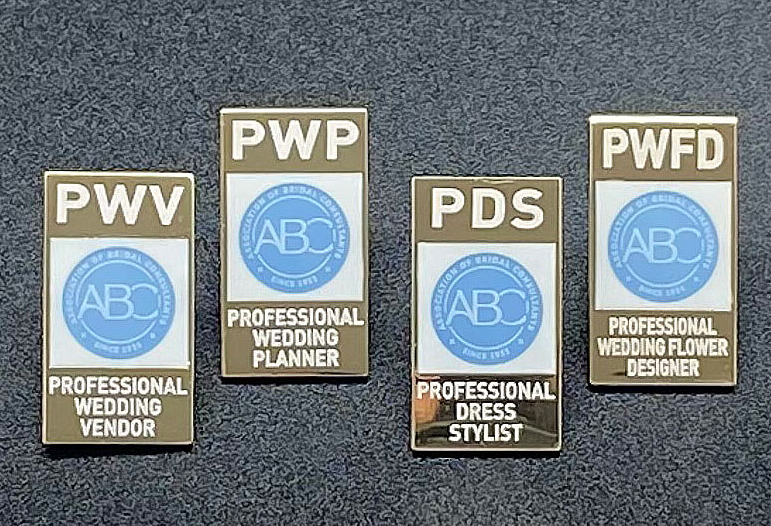 PWV
ASSOCIATION OF BRIDAL CONSULTANTS
ABC
SINCE 1955
PROFESSIONAL
WEDDING
VENDOR
PWP
ASSOCIATION OF BRIDAL CONSULTANTS
ABC
SINCE 1955
PROFESSIONAL
WEDDING
PLANNER
PDS
ASSOCIATION OF BRIDAL CONSULTANTS
ABC
SINCE 1955
PROFESSIONAL
DRESS
STYLIST
PWFD
ASSOCIATION OF BRIDAL CONSULTANTS
ABC
SINCE 1955
PROFESSIONAL
WEDDING FLOWER
DESIGNER